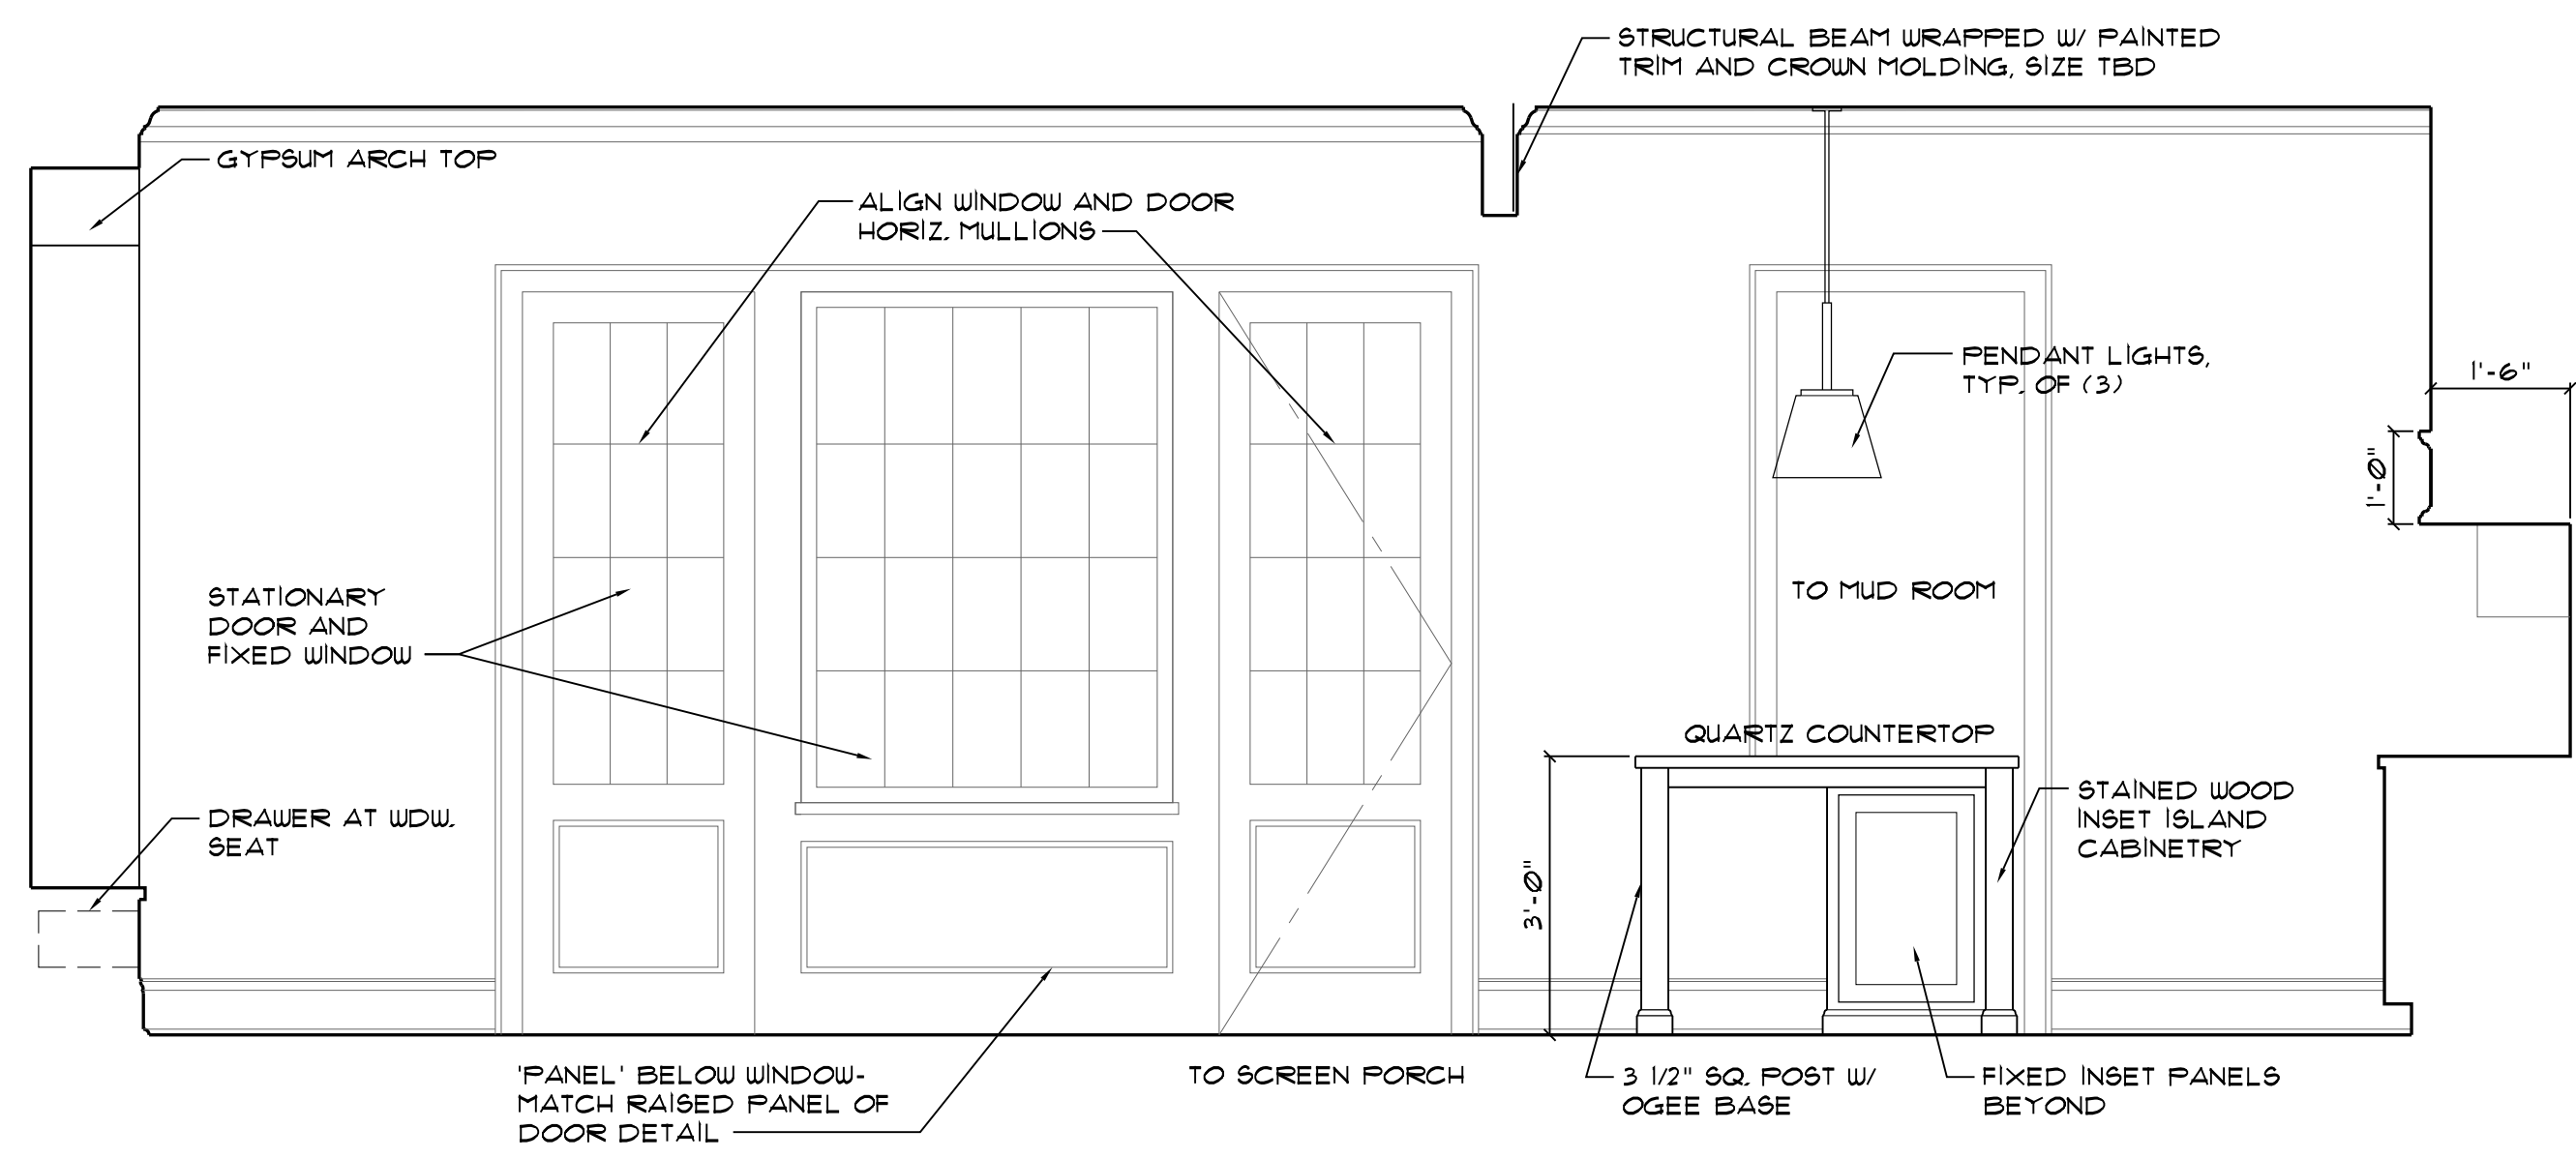 STRUCTURAL BEAM WRAPPED W/ PAINTED
TRIM AND CROWN MOLDING, SIZE TBD
GYPSUM ARCH TOP
ALIGN WINDOW AND DOOR
HORIZ. MULLIONS
PENDANT LIGHTS,
TYP. OF (3)
1'-6"
1'-0"
STATIONARY
DOOR AND
FIXED WINDOW
TO MUD ROOM
QUARTZ COUNTERTOP
DRAWER AT WDW.
SEAT
STAINED WOOD
INSET ISLAND
CABINETRY
3'-0"
'PANEL' BELOW WINDOW-
MATCH RAISED PANEL OF
DOOR DETAIL
TO SCREEN PORCH
3 1/2" SQ. POST W/
OGEE BASE
FIXED INSET PANELS
BEYOND